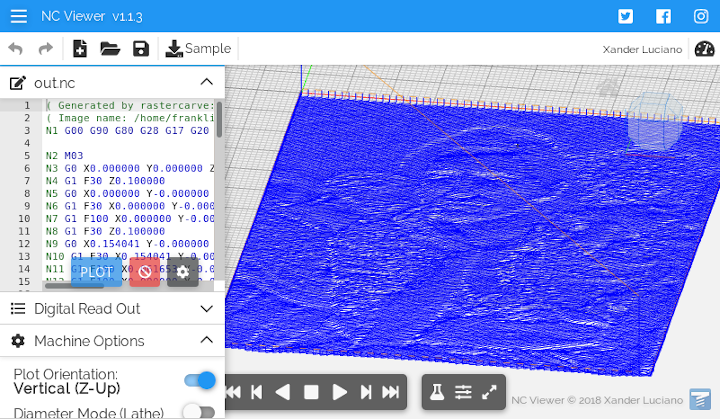 NC Viewer v1.1.3
Sample
Xander Luciano
out.nc
1 ( Generated by rastercarve:
2 ( Image name: /home/frankli
3 N1 G00 G90 G80 G28 G17 G20
4
5 N2 M03
6 N3 G0 X0.000000 Y0.000000 Z
7 N4 G1 F30 Z0.100000
8 N5 G0 X0.000000 Y-0.000000
9 N6 G1 F30 X0.000000 Y-0.000
10 N7 G1 F100 X0.000000 Y-0.00
11 N8 G1 F30 Z0.100000
12 N9 G0 X0.154041 Y-0.000000
13 N10 G1 F30 X0.154041 Y-0.00
14 N11
15
PLOT
Digital Read Out
Machine Options
Plot Orientation:
Vertical (Z-Up)
Diameter Mode (Lathe)
NC Viewer © 2018 Xander Luciano